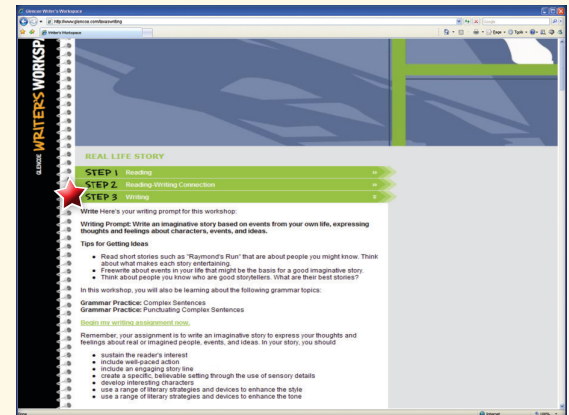 Glencoe Writer's Workspace
http://www.glencoe.com/texaswriting
Google
Writer's Workspace
Page
Tools
GLENCOE WRITER'S WORKSP
REAL LIFE STORY
STEP 1 Reading
STEP 2 Reading-Writing Connection
STEP 3 Writing
Write Here's your writing prompt for this workshop:
Writing Prompt: Write an imaginative story based on events from your own life, expressing
thoughts and feelings about characters, events, and ideas.
Tips for Getting Ideas
Read short stories such as "Raymond's Run" that are about people you might know. Think
about what makes each story entertaining.
Freewrite about events in your life that might be the basis for a good imaginative story.
Think about people you know who are good storytellers. What are their best stories?
In this workshop, you will also be learning about the following grammar topics:
Grammar Practice: Complex Sentences
Grammar Practice: Punctuating Complex Sentences
Begin my writing assignment now.
Remember, your assignment is to write an imaginative story to express your thoughts and
feelings about real or imagined people, events, and ideas. In your story, you should
sustain the reader's interest
include well-paced action
include an engaging story line
create a specific, believable setting through the use of sensory details
develop interesting characters
use a range of literary strategies and devices to enhance the style
use a range of literary strategies and devices to enhance the tone
Done
Internet
100%